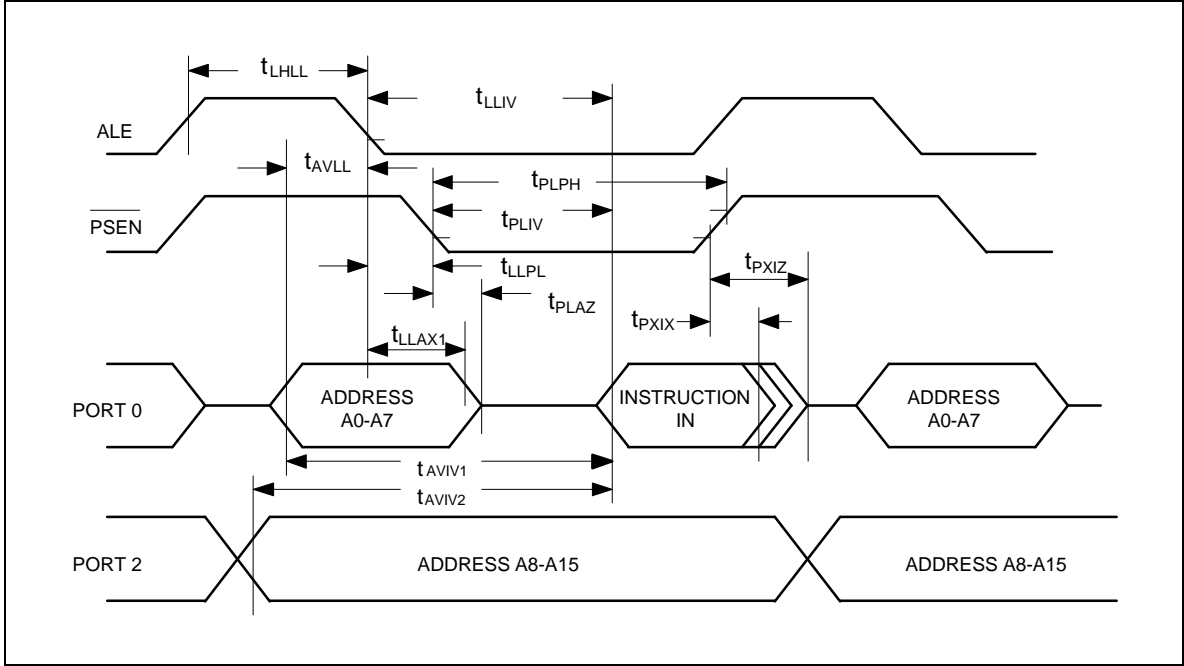 tLHLL
tLLIV
ALE
tAVLL
tPLPH
PSEN
tPLIV
tLLPL
tPXIZ
tPLAZ
tPXIX
tLLAX1
PORT 0
ADDRESS
A0-A7
INSTRUCTION
IN
ADDRESS
A0-A7
tAVIV1
tAVIV2
PORT 2
ADDRESS A8-A15
ADDRESS A8-A15